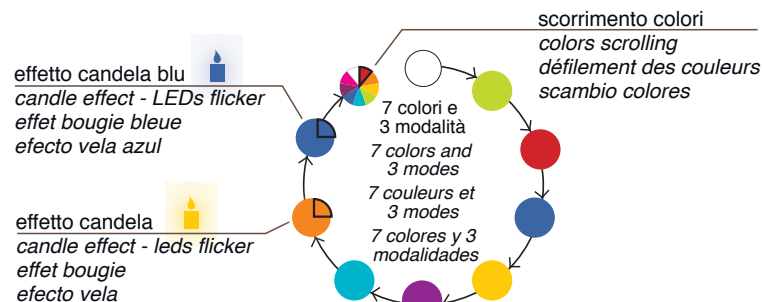 scorrimento colori
colors scrolling
défilement des couleurs
scambio colores
effetto candela blu
candle effect - LEDs flicker
effet bougie bleue
efecto vela azul
7 colori e
3 modalità
7 colors and
3 modes
7 couleurs et
3 modes
7 colores y 3
modalidades
effetto candela
candle effect - leds flicker
effet bougie
efecto vela